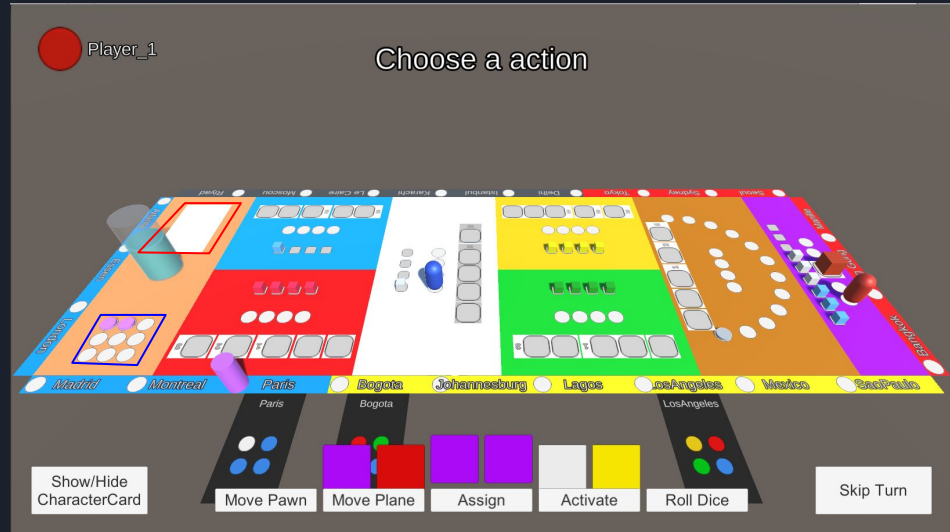 Player_1
Choose a action
Riyad
Moscou
Le Caire
Karachi
Istanbul
Delhi
Tokyo
Sydney
Seoul
Essen
London
Bangkok
Madrid
Montreal
Paris
Bogota
Johannesburg
Lagos
LosAngeles
Mexico
SaoPaulo
Paris
Bogota
LosAngeles
Show/Hide
CharacterCard
Move Pawn
Move Plane
Assign
Activate
Roll Dice
Skip Turn